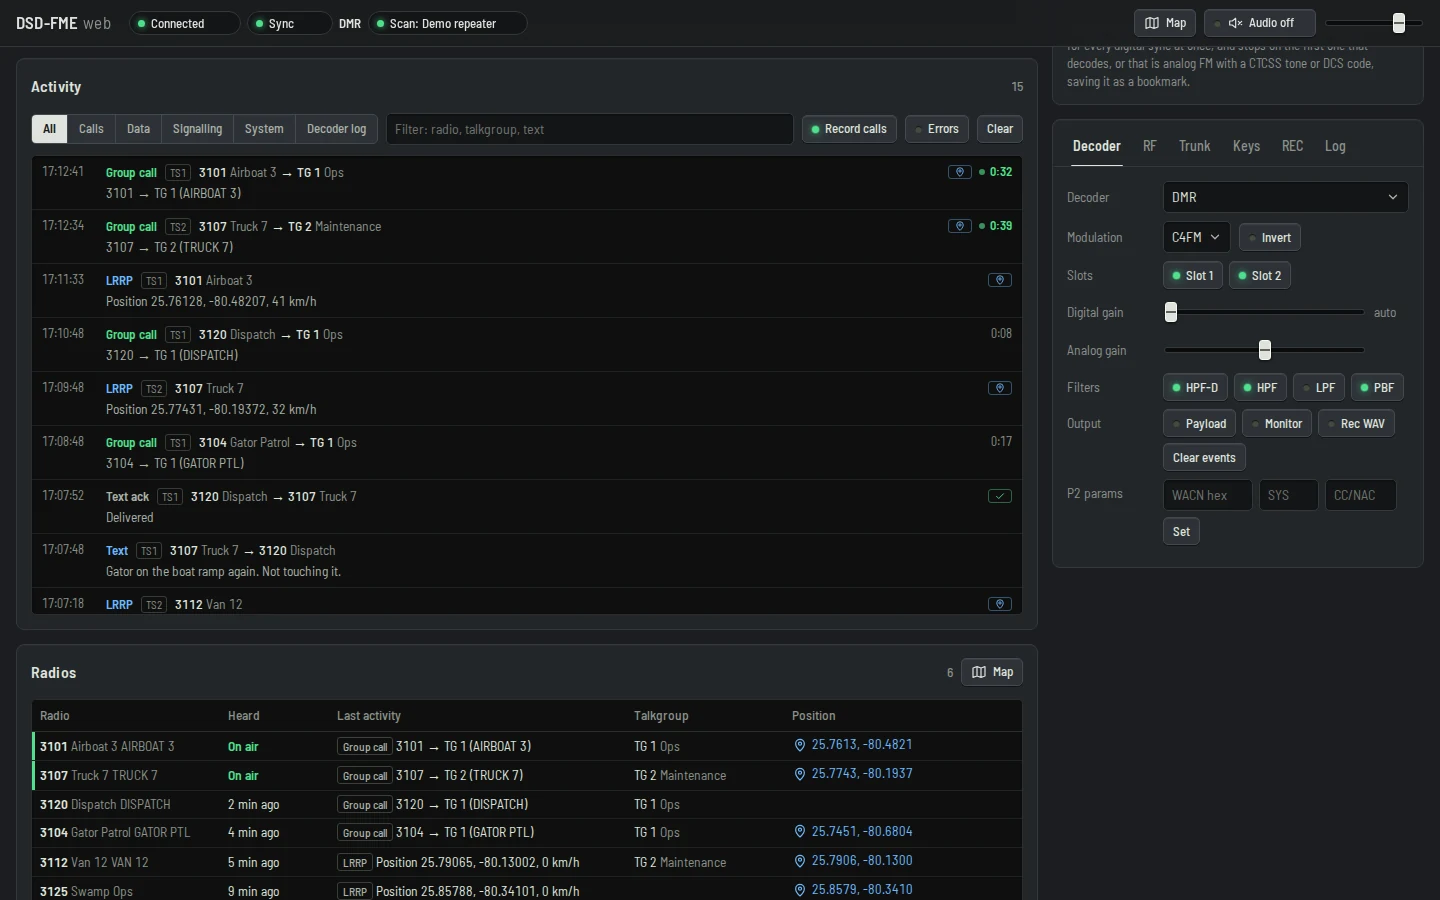 DSD-FME web Connected Sync DMR Scan: Demo repeater Map Audio off
for every digital sync at once, and stops on the first one that
decodes, or that is analog FM with a CTCSS tone or DCS code,
saving it as a bookmark.
Activity 15
All Calls Data Signalling System Decoder log Filter: radio, talkgroup, text Record calls Errors Clear
17:12:41 Group call TS1 3101 Airboat 3 → TG 1 Ops 0:32
3101 → TG 1 (AIRBOAT 3)
17:12:34 Group call TS2 3107 Truck 7 → TG 2 Maintenance 0:39
3107 → TG 2 (TRUCK 7)
17:11:33 LRRP TS1 3101 Airboat 3
Position 25.76128, -80.48207, 41 km/h
17:10:48 Group call TS1 3120 Dispatch → TG 1 Ops 0:08
3120 → TG 1 (DISPATCH)
17:09:48 LRRP TS2 3107 Truck 7
Position 25.77431, -80.19372, 32 km/h
17:08:48 Group call TS1 3104 Gator Patrol → TG 1 Ops 0:17
3104 → TG 1 (GATOR PTL)
17:07:52 Text ack TS1 3120 Dispatch → 3107 Truck 7
Delivered
17:07:48 Text TS1 3107 Truck 7 → 3120 Dispatch
Gator on the boat ramp again. Not touching it.
17:07:18 LRRP TS2 3112 Van 12
Radios 6 Map
Radio Heard Last activity Talkgroup Position
3101 Airboat 3 AIRBOAT 3 On air Group call 3101 → TG 1 (AIRBOAT 3) TG 1 Ops 25.7613, -80.4821
3107 Truck 7 TRUCK 7 On air Group call 3107 → TG 2 (TRUCK 7) TG 2 Maintenance 25.7743, -80.1937
3120 Dispatch DISPATCH 2 min ago Group call 3120 → TG 1 (DISPATCH) TG 1 Ops
3104 Gator Patrol GATOR PTL 4 min ago Group call 3104 → TG 1 (GATOR PTL) TG 1 Ops 25.7451, -80.6804
3112 Van 12 VAN 12 5 min ago LRRP Position 25.79065, -80.13002, 0 km/h TG 2 Maintenance 25.7906, -80.1300
3125 Swamp Ops 9 min ago LRRP Position 25.85788, -80.34101, 0 km/h 25.8579, -80.3410
Decoder RF Trunk Keys REC Log
Decoder DMR
Modulation C4FM Invert
Slots Slot 1 Slot 2
Digital gain auto
Analog gain
Filters HPF-D HPF LPF PBF
Output Payload Monitor Rec WAV
Clear events
P2 params WACN hex SYS CC/NAC
Set